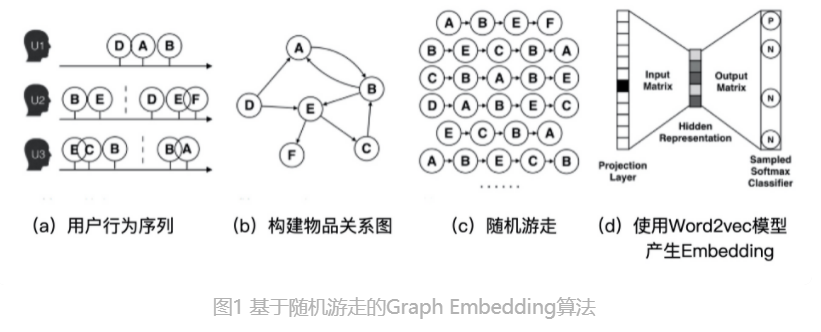 U1
D A B
U2
B E D E F
U3
E C B B A
A
B
D
E
F
C
A B E F
B E C B A
C B A B E
D A B E C
E C B A
A B E C B
......
Input
Matrix
Output
Matrix
Hidden
Representation
Projection
Layer
P
N
N
N
Sampled
Softmax
Classifier
(a) 用户行为序列
(b) 构建物品关系图
(c) 随机游走
(d) 使用Word2vec模型
产生Embedding
图1 基于随机游走的Graph Embedding算法